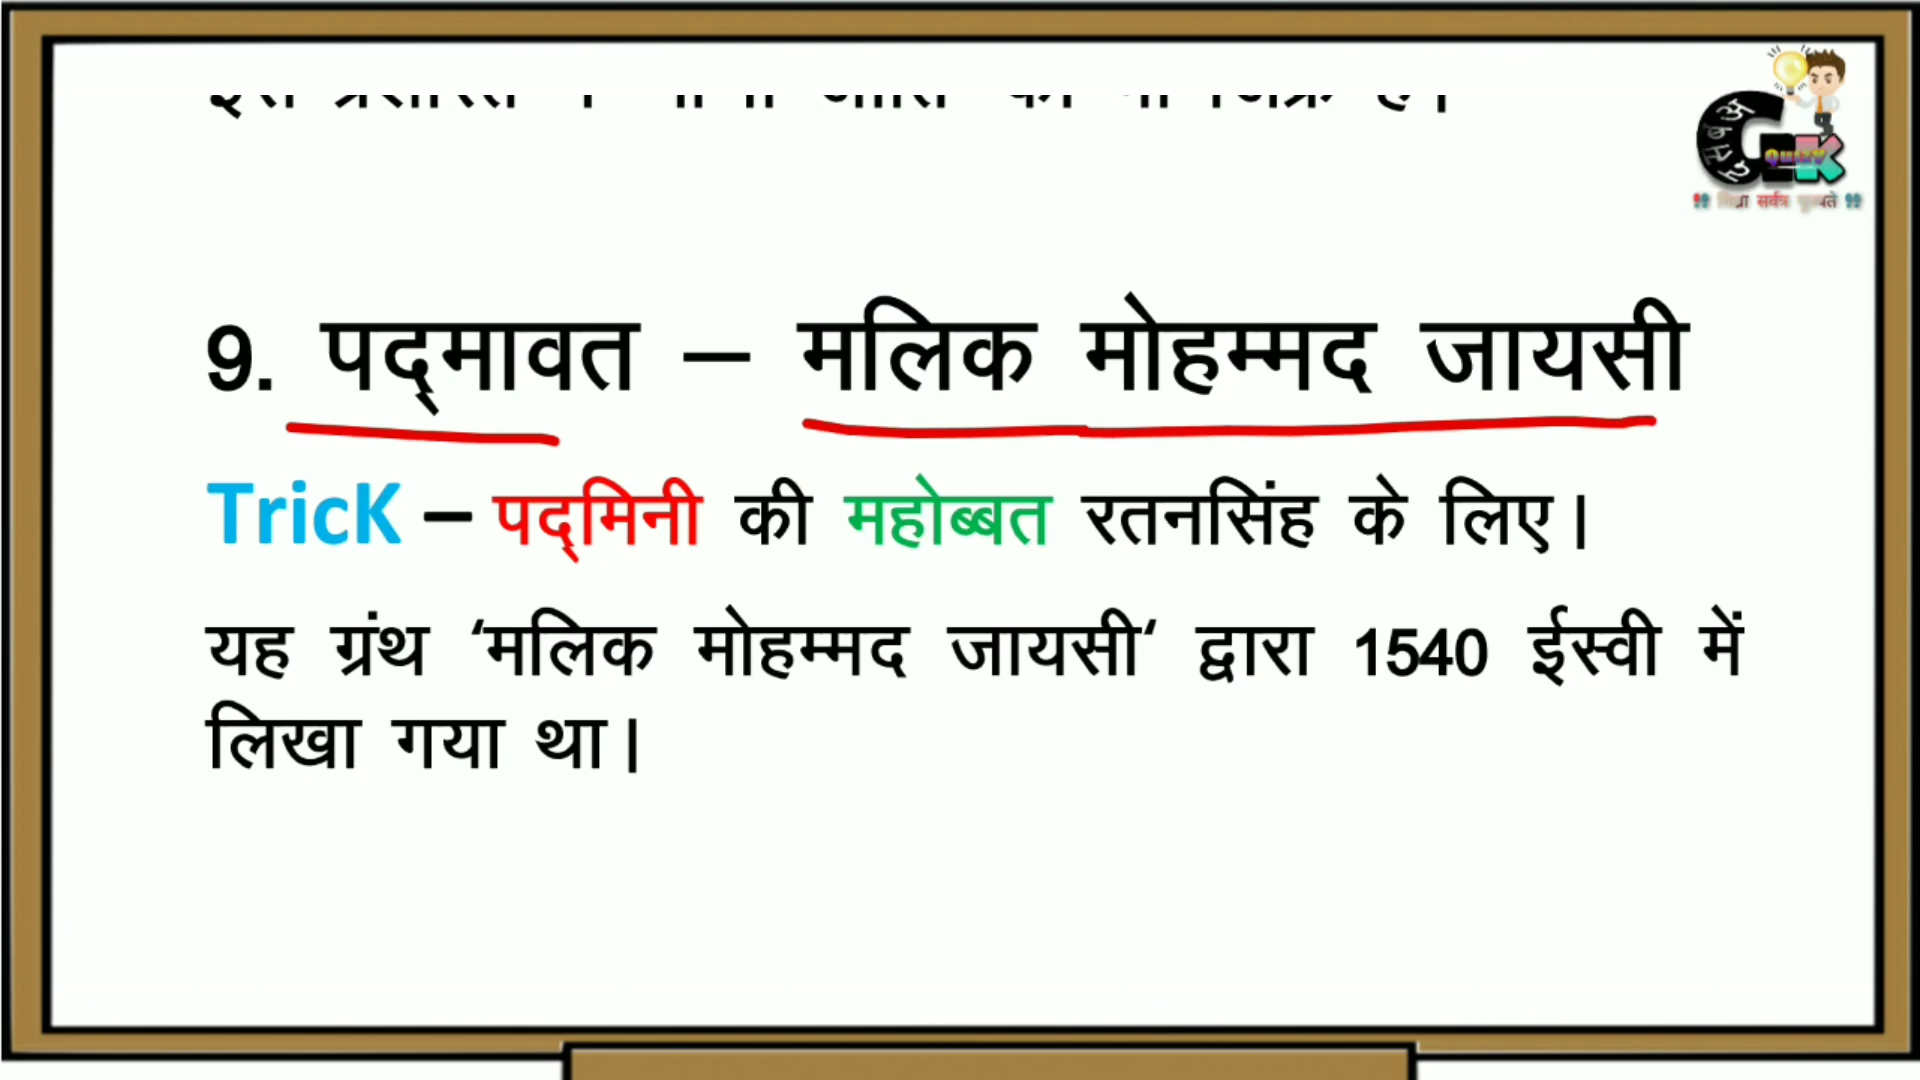 9. पद्मावत – मलिक मोहम्मद जायसी
TricK – पद्मिनी की महोब्बत रतनसिंह के लिए।
यह ग्रंथ ‘मलिक मोहम्मद जायसी‘ द्वारा 1540 ईस्वी में
लिखा गया था।